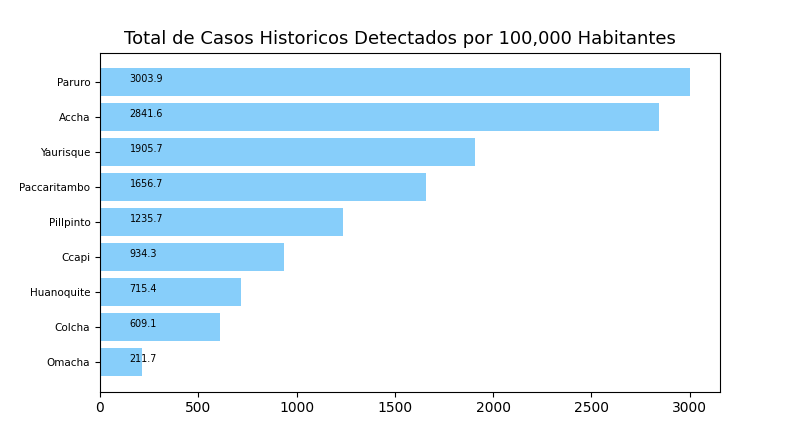 Total de Casos Historicos Detectados por 100,000 Habitantes
Paruro 3003.9
Accha 2841.6
Yaurisque 1905.7
Paccaritambo 1656.7
Pillpinto 1235.7
Ccapi 934.3
Huanoquite 715.4
Colcha 609.1
Omacha 211.7
0 500 1000 1500 2000 2500 3000